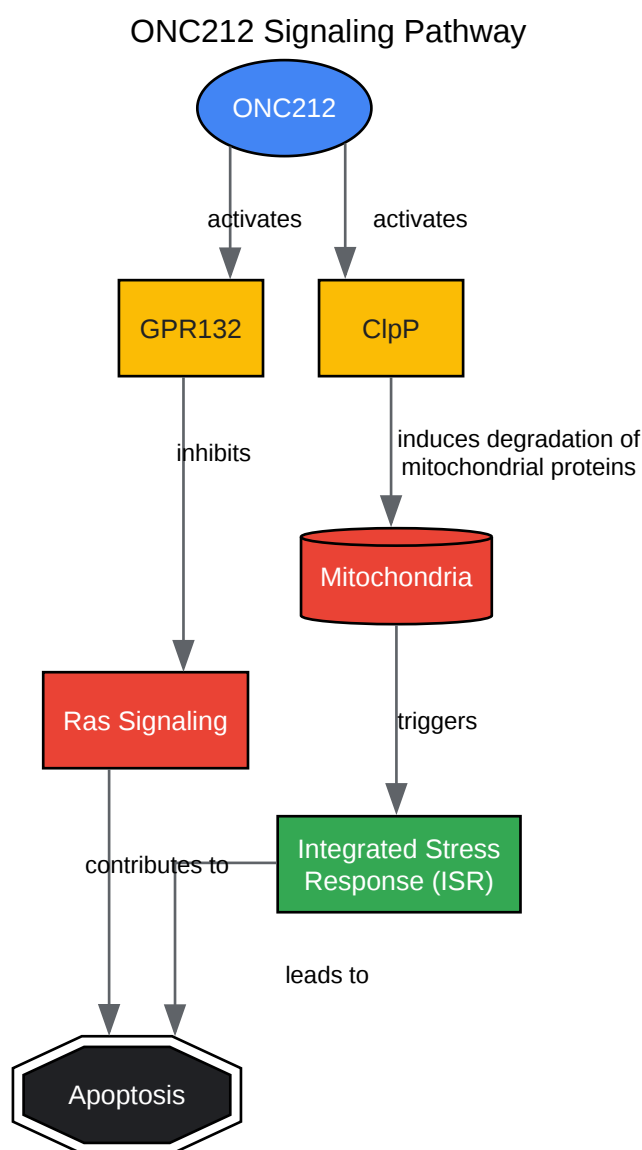 ONC212 Signaling Pathway
ONC212
activates
activates
GPR132
ClpP
inhibits
induces degradation of
mitochondrial proteins
Mitochondria
Ras Signaling
triggers
Integrated Stress
Response (ISR)
contributes to
leads to
Apoptosis